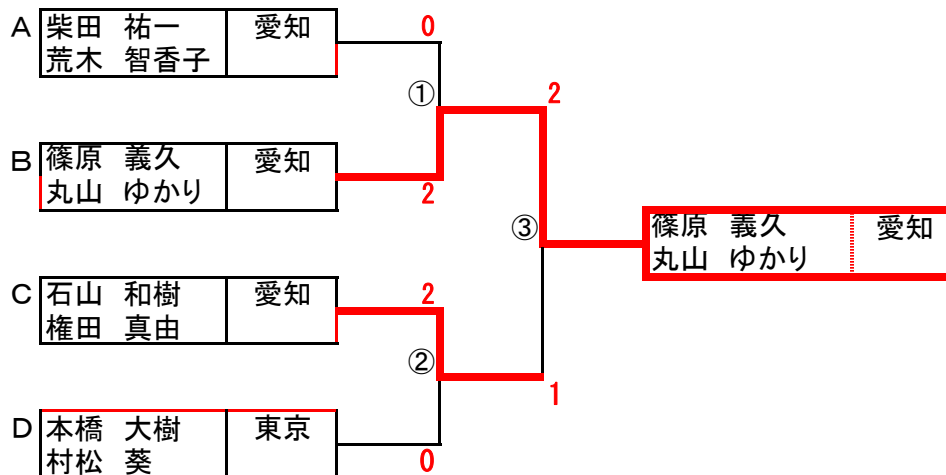 A 柴田 祐一 愛知 0
荒木 智香子
① 2
B 篠原 義久 愛知
丸山 ゆかり 2
③ 篠原 義久 愛知
丸山 ゆかり
C 石山 和樹 愛知 2
権田 真由
② 1
D 本橋 大樹 東京
村松 葵 0